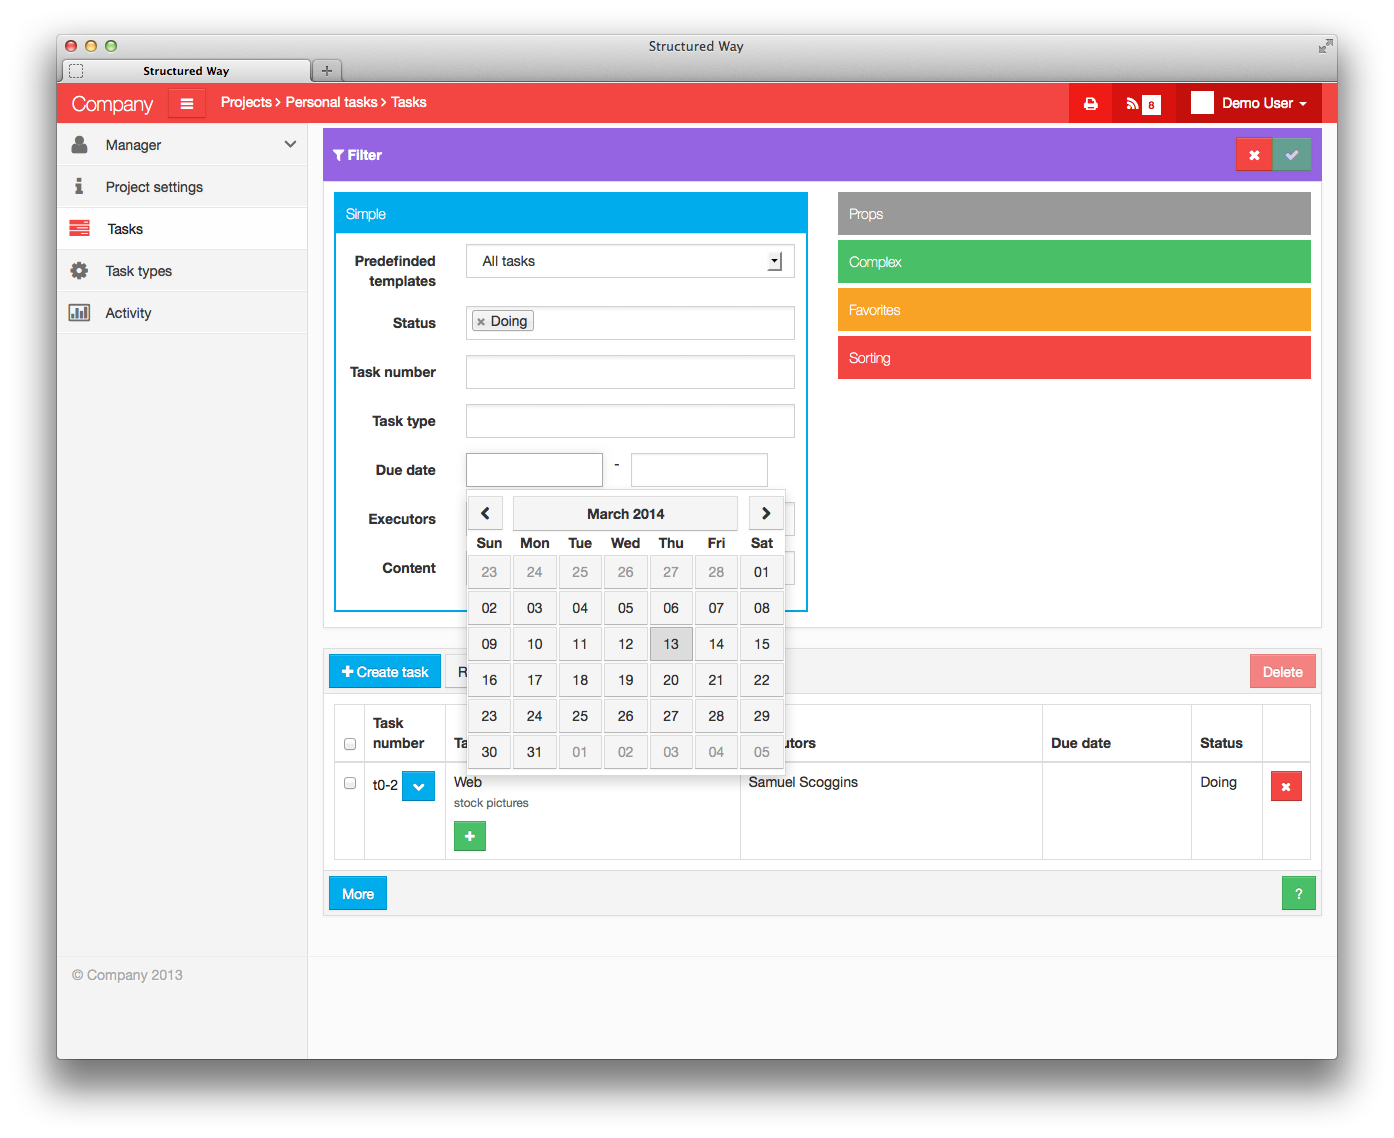 Structured Way
Structured Way
Company
Projects > Personal tasks > Tasks
8
Demo User
Manager
Project settings
Tasks
Task types
Activity
Filter
Simple
Predefinded
templates
All tasks
Status
× Doing
Task number
Task type
Due date
-
Executors
Content
March 2014
Sun Mon Tue Wed Thu Fri Sat
23 24 25 26 27 28 01
02 03 04 05 06 07 08
09 10 11 12 13 14 15
16 17 18 19 20 21 22
23 24 25 26 27 28 29
30 31 01 02 03 04 05
Props
Complex
Favorites
Sorting
+ Create task
R
Delete
Task
number
Ta
utors
Due date
Status
t0-2
Web
stock pictures
+
Samuel Scoggins
Doing
More
?
© Company 2013